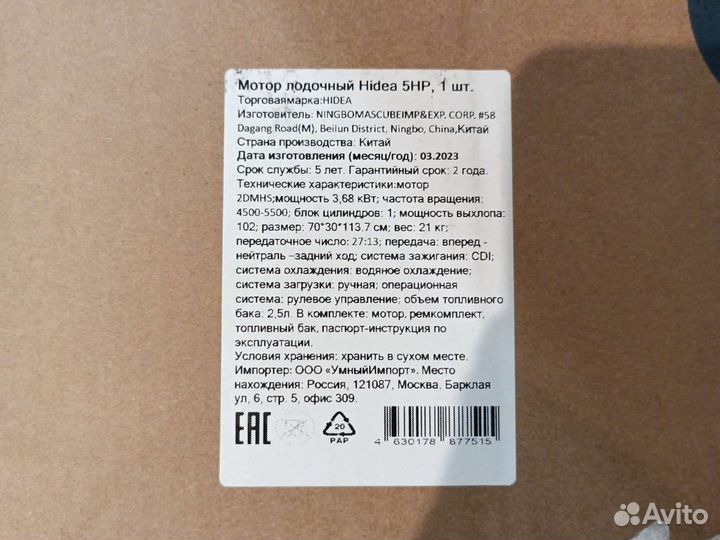 Мотор лодочный Hidea 5HP, 1 шт.
Торговаямарка:HIDEA
Изготовитель: NINGBOMASCUBEIMP&EXP. CORP. #58
Dagang Road(M), Beilun District, Ningbo, China,Китай
Страна производства: Китай
Дата изготовления (месяц/год): 03.2023
Срок службы: 5 лет. Гарантийный срок: 2 года.
Технические характеристики:мотор
2DMHS;мощность 3,68 кВт; частота вращения:
4500-5500; блок цилиндров: 1; мощность выхлопа:
102; размер: 70*30*113.7 см; вес: 21 кг;
передаточное число: 27:13; передача: вперед -
нейтраль –задний ход; система зажигания: CDI;
система охлаждения: водяное охлаждение;
система загрузки: ручная; операционная
система: рулевое управление; объем топливного
бака: 2,5л. В комплекте: мотор, ремкомплект,
топливный бак, паспорт-инструкция по
эксплуатации.
Условия хранения: хранить в сухом месте.
Импортер: ООО «УмныйИмпорт». Место
нахождения: Россия, 121087, Москва. Барклая
ул, 6, стр. 5, офис 309.
EAC
20
PAP
4 630178 877515
Avito